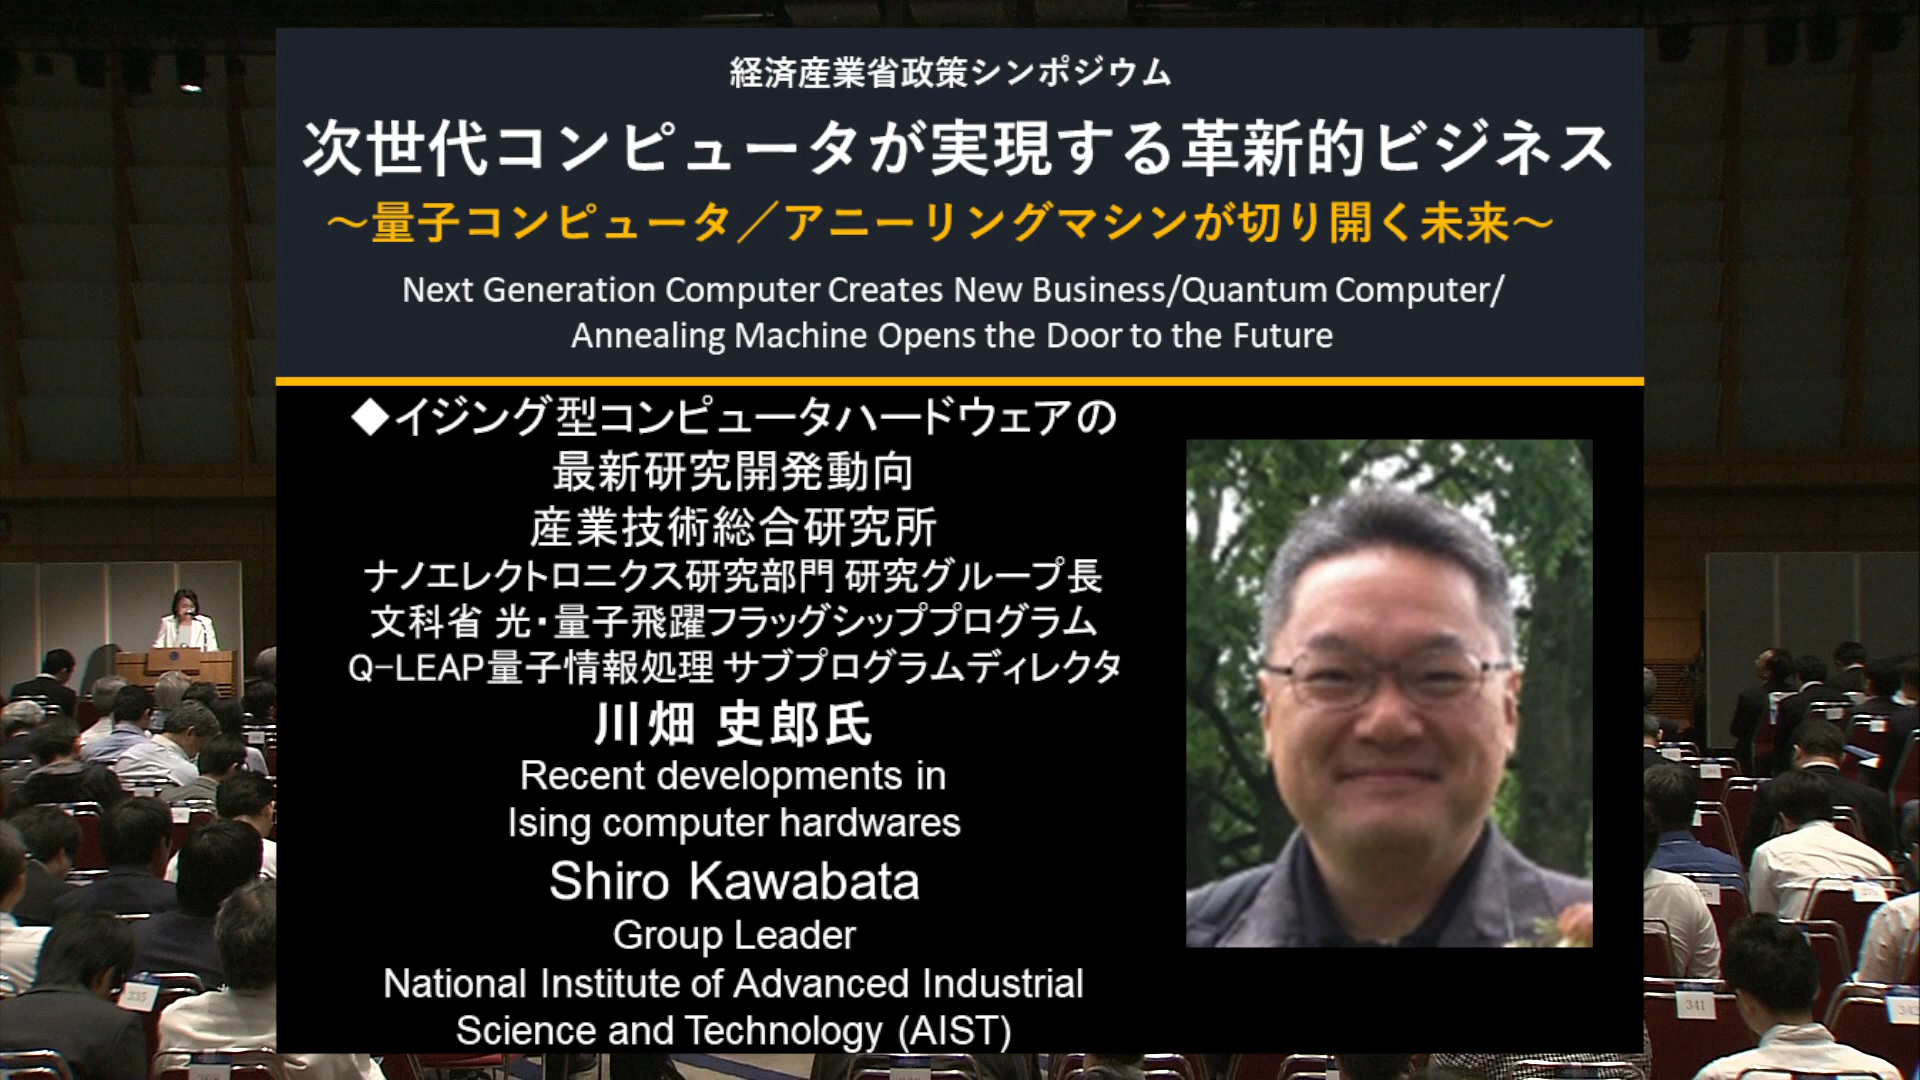 経済産業省政策シンポジウム
次世代コンピュータが実現する革新的ビジネス
～量子コンピュータ／アニーリングマシンが切り開く未来～
Next Generation Computer Creates New Business/Quantum Computer/
Annealing Machine Opens the Door to the Future
◆イジング型コンピュータハードウェアの
最新研究開発動向
産業技術総合研究所
ナノエレクトロニクス研究部門 研究グループ長
文科省 光・量子飛躍フラッグシッププログラム
Q-LEAP量子情報処理 サブプログラムディレクタ
川畑 史郎氏
Recent developments in
Ising computer hardwares
Shiro Kawabata
Group Leader
National Institute of Advanced Industrial
Science and Technology (AIST)
335
341